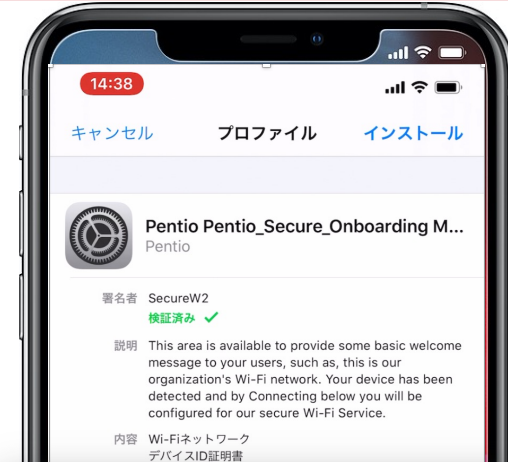 14:38
キャンセル プロファイル インストール
Pentio Pentio_Secure_Onboarding M...
Pentio
署名者 SecureW2
検証済み
説明 This area is available to provide some basic welcome
message to your users, such as, this is our
organization's Wi-Fi network. Your device has been
detected and by Connecting below you will be
configured for our secure Wi-Fi Service.
内容 Wi-Fiネットワーク
デバイスID証明書